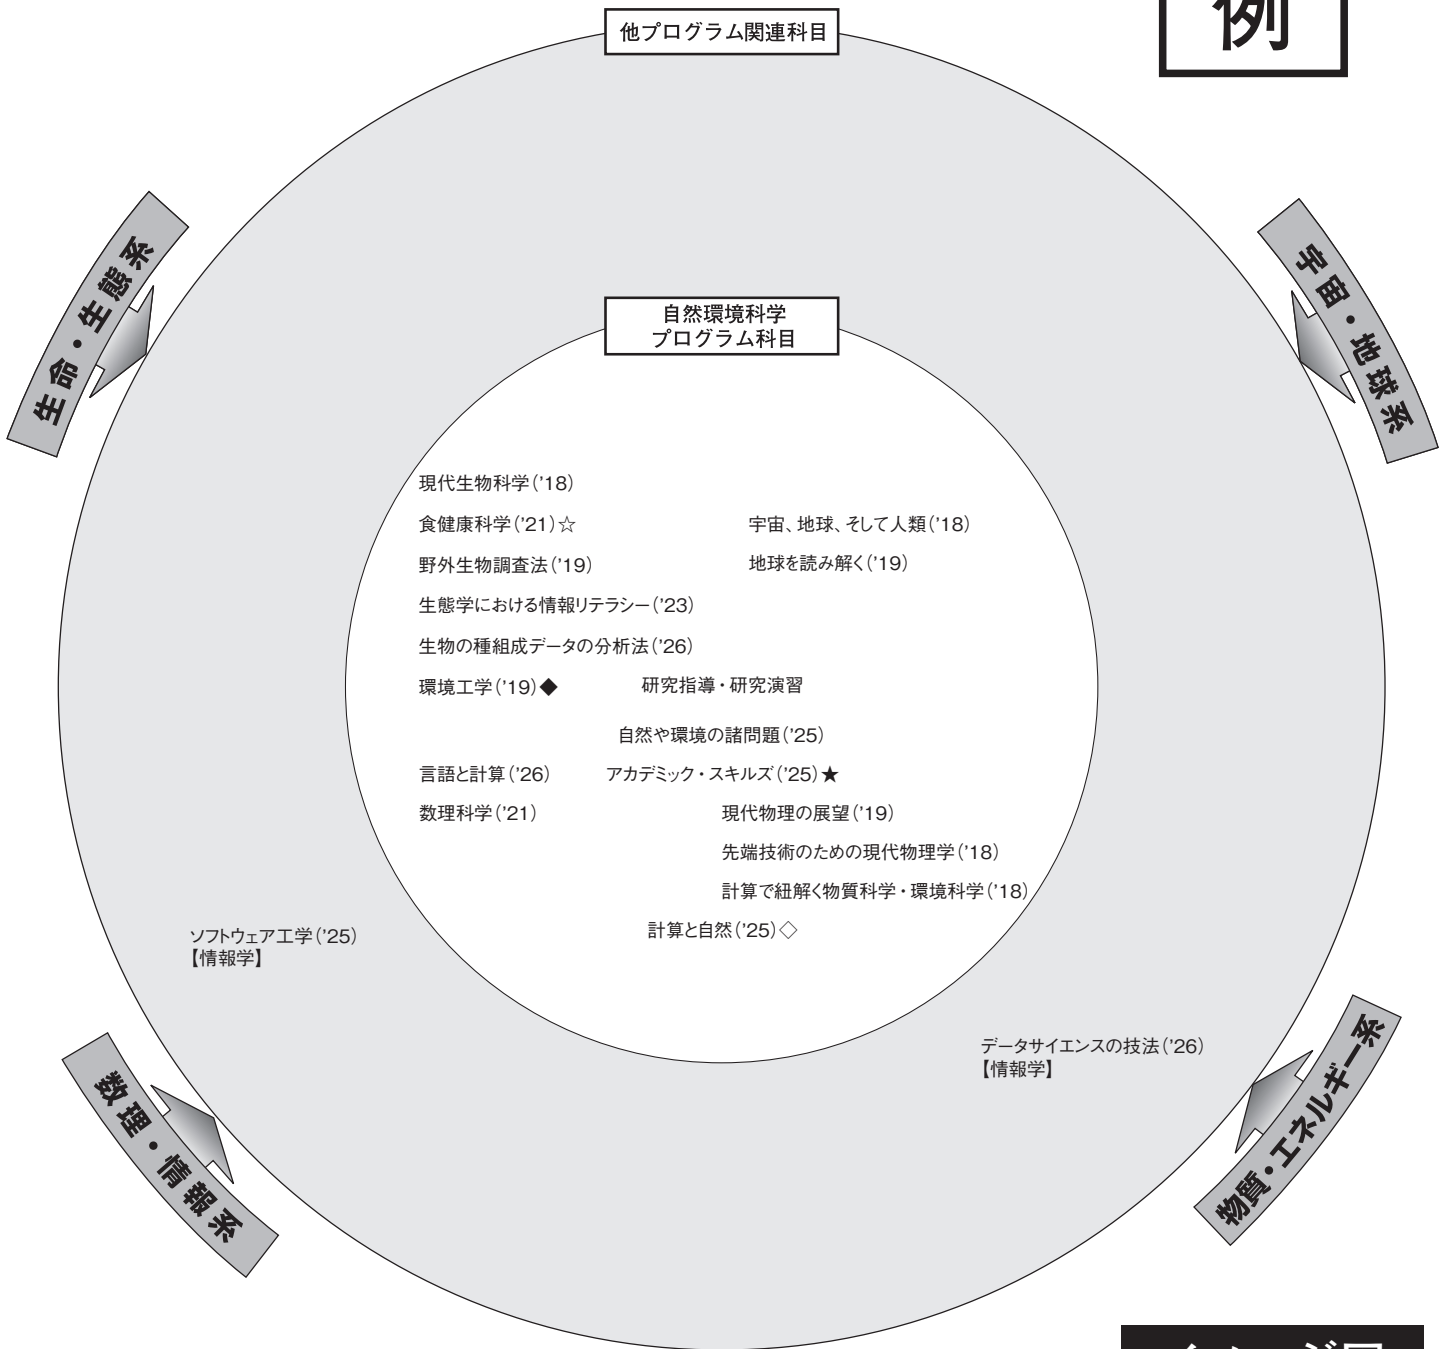 例
他プログラム関連科目
生命・生態系
宇宙・地球系
自然環境科学
プログラム科目
現代生物科学('18)
食健康科学('21)☆
宇宙、地球、そして人類('18)
野外生物調査法('19)
地球を読み解く('19)
生態学における情報リテラシー('23)
生物の種組成データの分析法('26)
環境工学('19)◆
研究指導・研究演習
自然や環境の諸問題('25)
言語と計算('26)
アカデミック・スキルズ('25)★
数理科学('21)
現代物理の展望('19)
先端技術のための現代物理学('18)
計算で紐解く物質科学・環境科学('18)
計算と自然('25)◇
ソフトウェア工学('25)
【情報学】
データサイエンスの技法('26)
【情報学】
数理・情報系
物質・エネルギー系